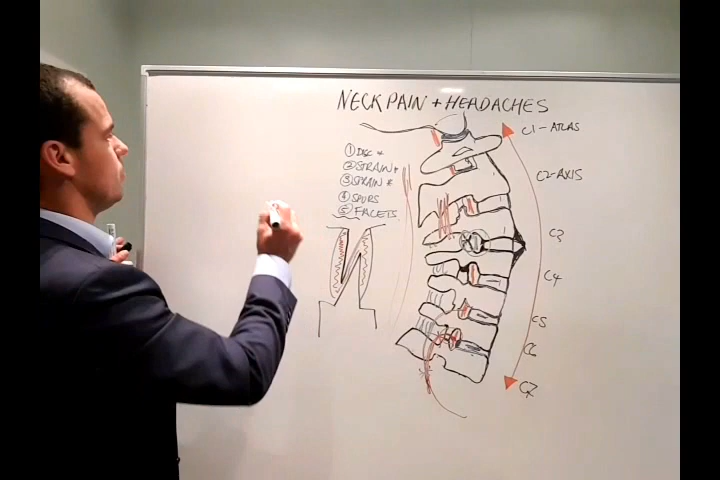 NECK PAIN + HEADACHES
① DISC *
② STRAIN *
③ SPRAIN *
④ SPURS
⑤ FACETS
C1 - ATLAS
C2 - AXIS
C3
C4
C5
C6
C7